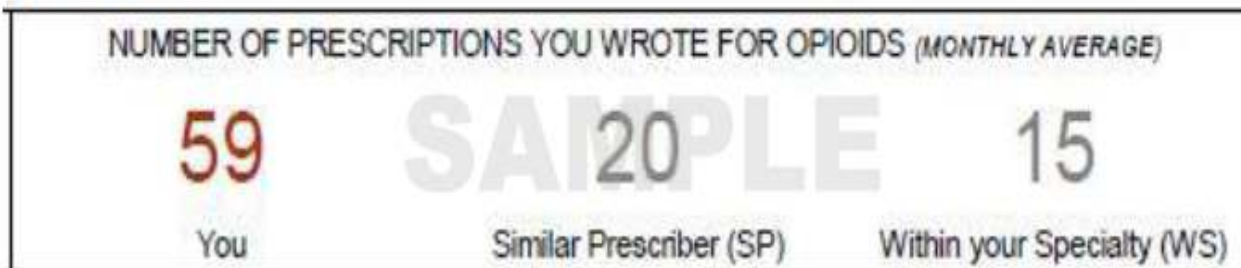 NUMBER OF PRESCRIPTIONS YOU WROTE FOR OPIOIDS (MONTHLY AVERAGE)
SAMPLE
59 20 15
You Similar Prescriber (SP) Within your Specialty (WS)